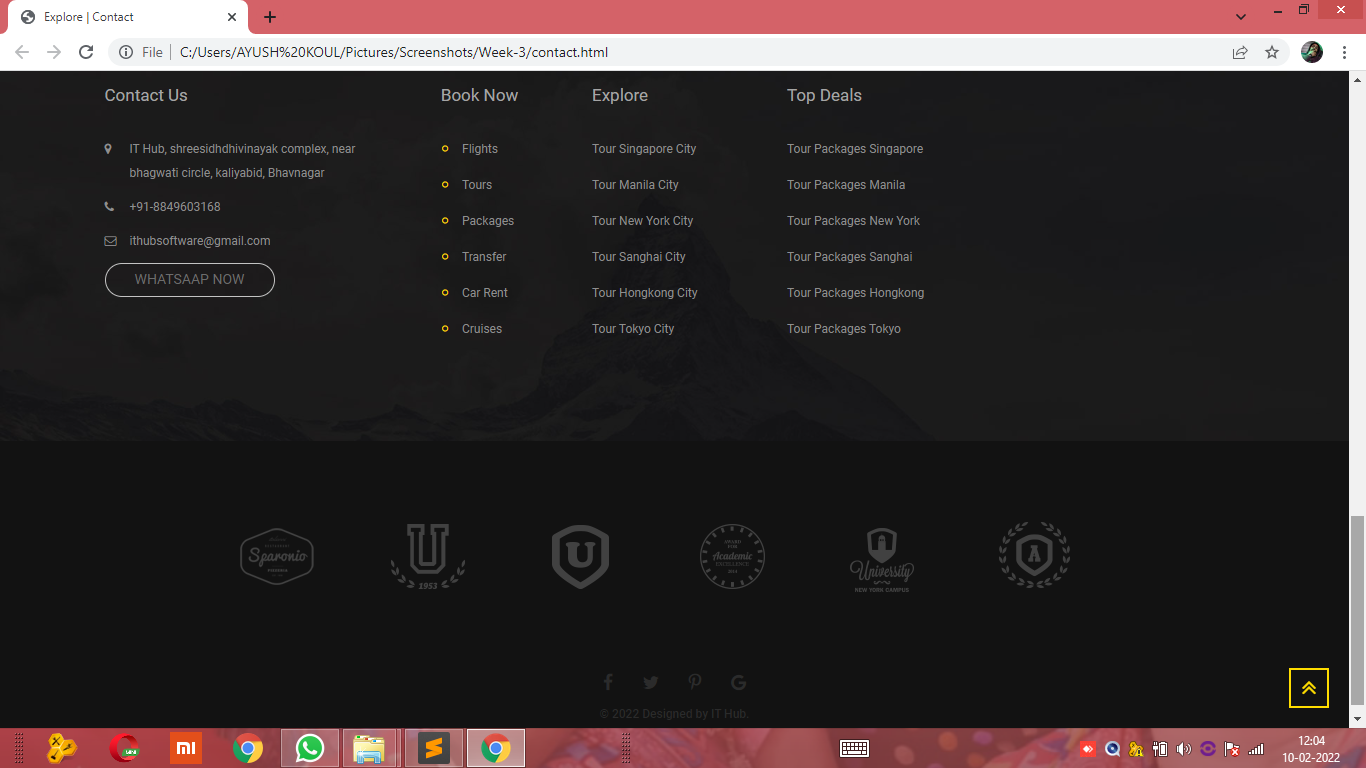 Explore | Contact
File
C:/Users/AYUSH%20KOUL/Pictures/Screenshots/Week-3/contact.html
Contact Us
IT Hub, shreesidhdhivinayak complex, near
bhagwati circle, kaliyabid, Bhavnagar
+91-8849603168
ithubsoftware@gmail.com
WHATSAAP NOW
Book Now
Flights
Tours
Packages
Transfer
Car Rent
Cruises
Explore
Tour Singapore City
Tour Manila City
Tour New York City
Tour Sanghai City
Tour Hongkong City
Tour Tokyo City
Top Deals
Tour Packages Singapore
Tour Packages Manila
Tour Packages New York
Tour Packages Sanghai
Tour Packages Hongkong
Tour Packages Tokyo
Sparonio
U
1953
U
AWARD
FOR
Academic
EXCELLENCE
2014
University
NEW YORK CAMPUS
A
© 2022 Designed by IT Hub.
mi
12:04
10-02-2022